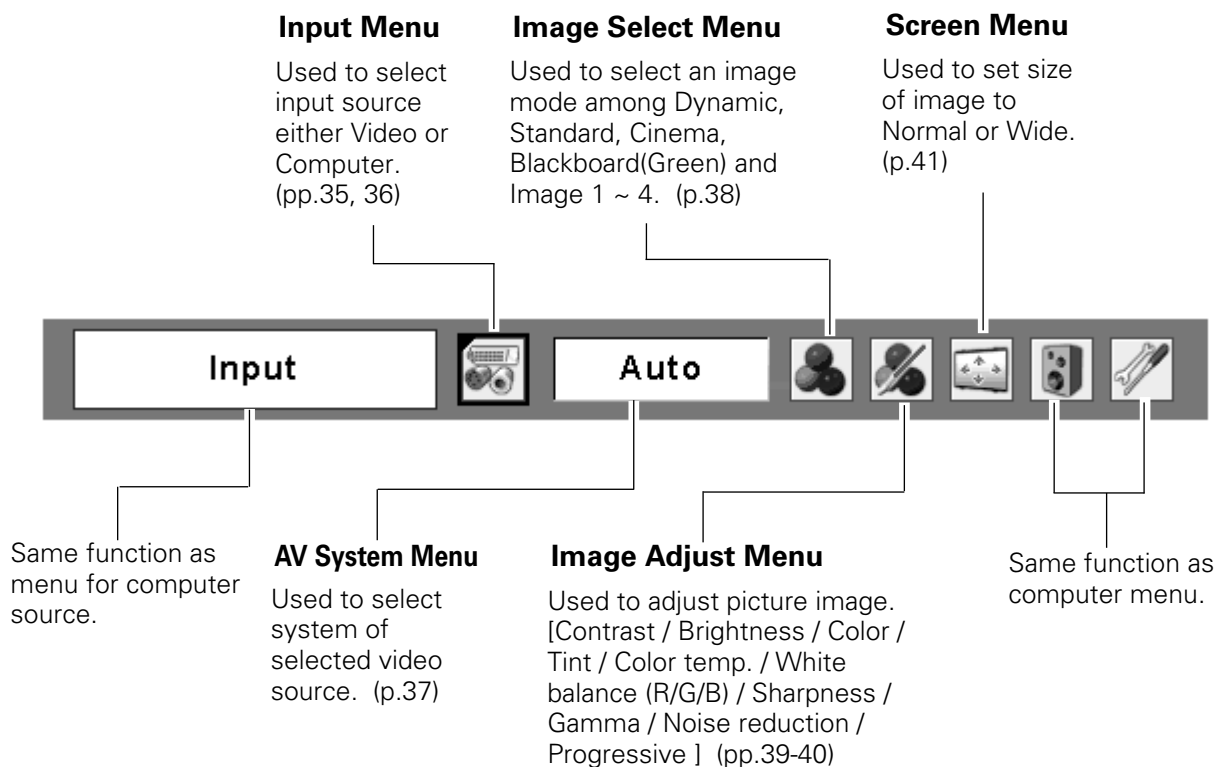 Input Menu
Used to select
input source
either Video or
Computer.
(pp.35, 36)
Image Select Menu
Used to select an image
mode among Dynamic,
Standard, Cinema,
Blackboard(Green) and
Image 1 ~ 4. (p.38)
Screen Menu
Used to set size
of image to
Normal or Wide.
(p.41)
Input
Auto
Same function as
menu for computer
source.
AV System Menu
Used to select
system of
selected video
source. (p.37)
Image Adjust Menu
Used to adjust picture image.
[Contrast / Brightness / Color /
Tint / Color temp. / White
balance (R/G/B) / Sharpness /
Gamma / Noise reduction /
Progressive ] (pp.39-40)
Same function as
computer menu.